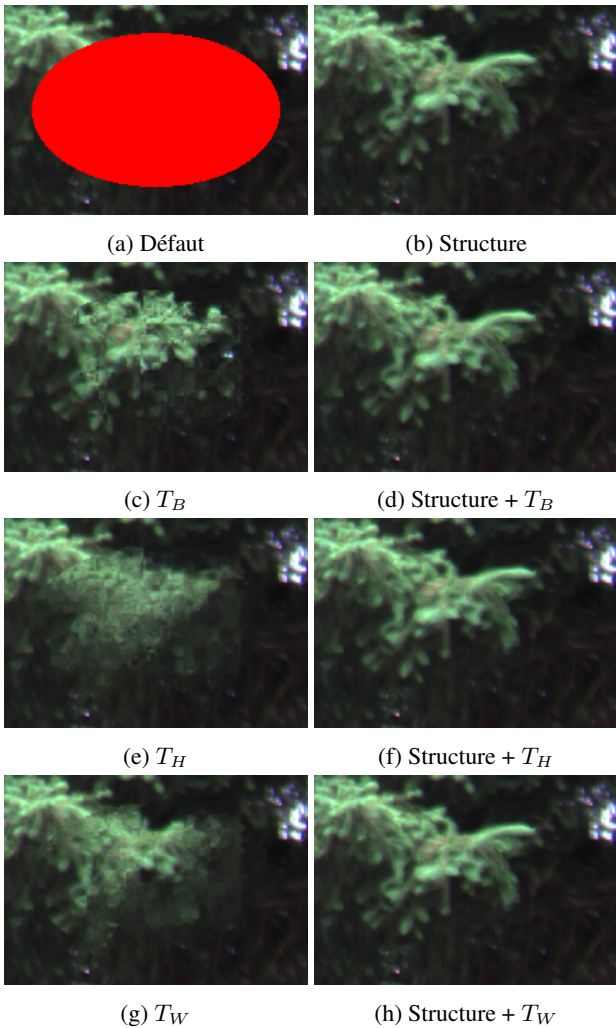 (a) Défaut
(b) Structure
(c) T_B
(d) Structure + T_B
(e) T_H
(f) Structure + T_H
(g) T_W
(h) Structure + T_W